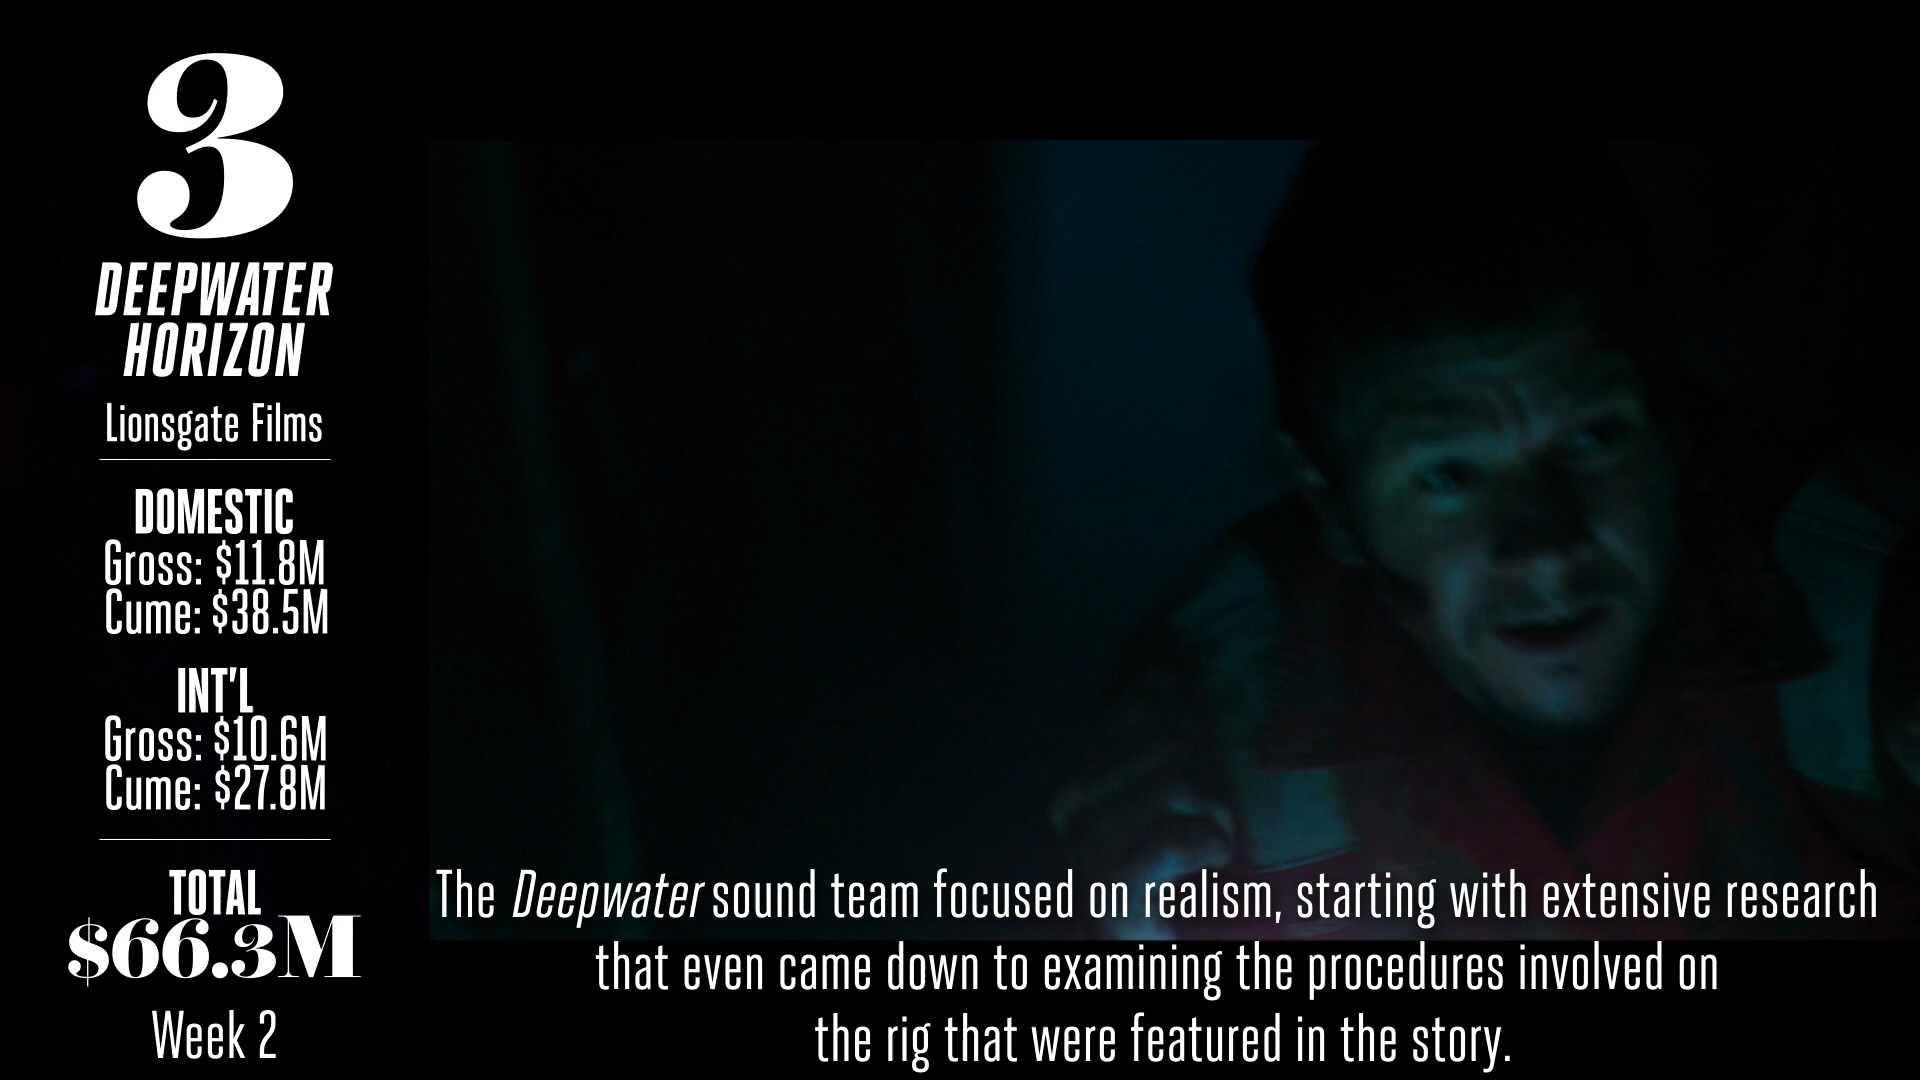 3
DEEPWATER
HORIZON
Lionsgate Films
DOMESTIC
Gross: $11.8M
Cume: $38.5M
INT'L
Gross: $10.6M
Cume: $27.8M
TOTAL
$66.3M
Week 2
The Deepwater sound team focused on realism, starting with extensive research
that even came down to examining the procedures involved on
the rig that were featured in the story.